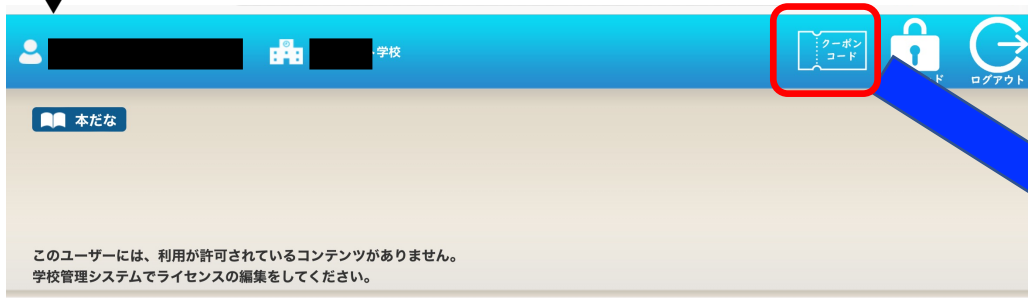 学校
クーポン
コード
ド
ログアウト
本だな
このユーザーには、利用が許可されているコンテンツがありません。
学校管理システムでライセンスの編集をしてください。